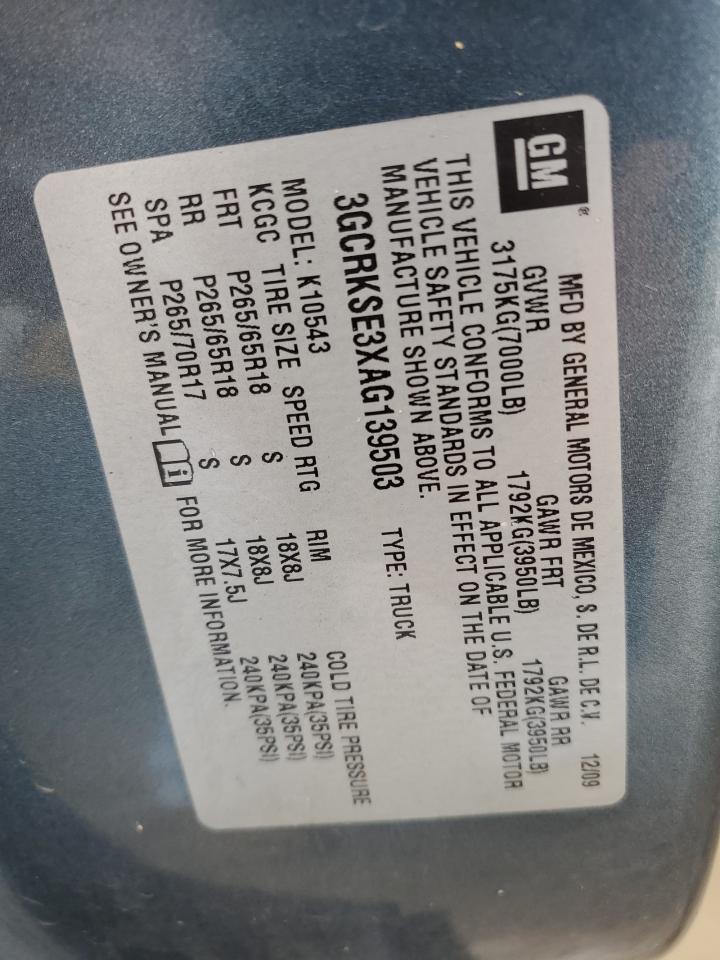 GM®
MFD BY GENERAL MOTORS DE MEXICO, S. DE R.L. DE C.V. 12/09
GVWR GAWR FRT GAWR RR
3175KG(7000LB) 1792KG(3950LB) 1792KG(3950LB)
THIS VEHICLE CONFORMS TO ALL APPLICABLE U.S. FEDERAL MOTOR
VEHICLE SAFETY STANDARDS IN EFFECT ON THE DATE OF
MANUFACTURE SHOWN ABOVE.
3GCRKSE3XAG139503 TYPE: TRUCK
MODEL: K10543
KCGC TIRE SIZE SPEED RTG RIM COLD TIRE PRESSURE
FRT P265/65R18 S 18X8J 240KPA(35PSI)
RR P265/65R18 S 18X8J 240KPA(35PSI)
SPA P265/70R17 S 17X7.5J 240KPA(35PSI)
SEE OWNER'S MANUAL i FOR MORE INFORMATION.